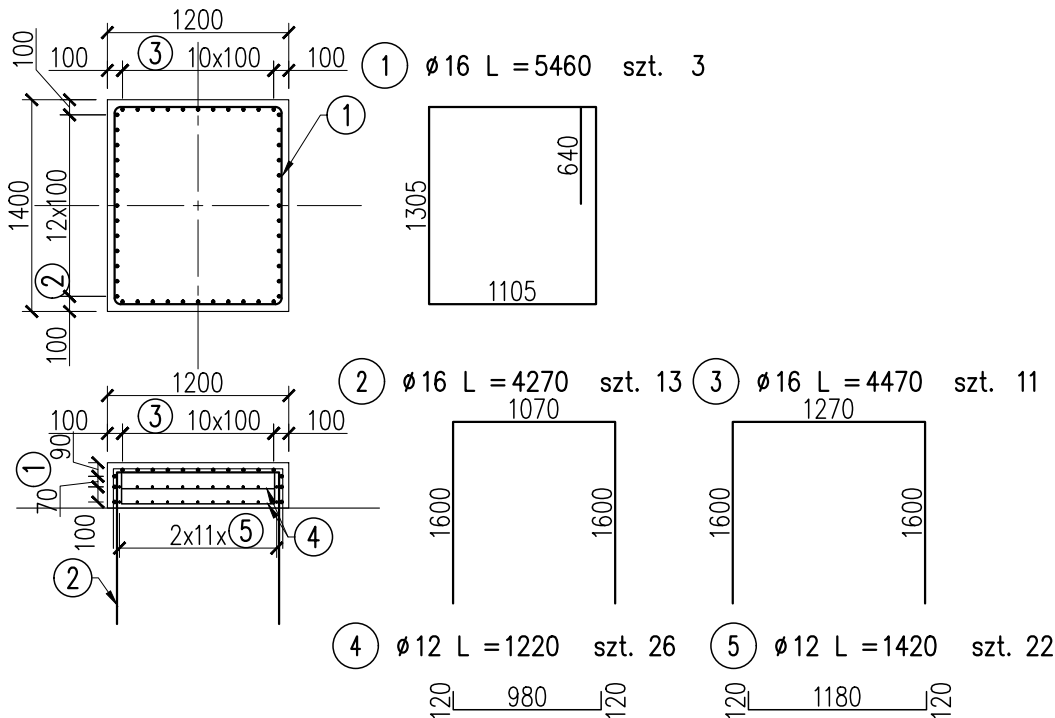 1200
100 3 10x100 100
100
1400
12x100
2
100
1
1 ø16 L =5460 szt. 3
1305
640
1105
1200
100 3 10x100 100
90
1
70
100
2x11x 5
4
2
2 ø16 L =4270 szt. 13
1070
1600 1600
3 ø16 L =4470 szt. 11
1270
1600 1600
4 ø12 L =1220 szt. 26
120 980 120
5 ø12 L =1420 szt. 22
120 1180 120